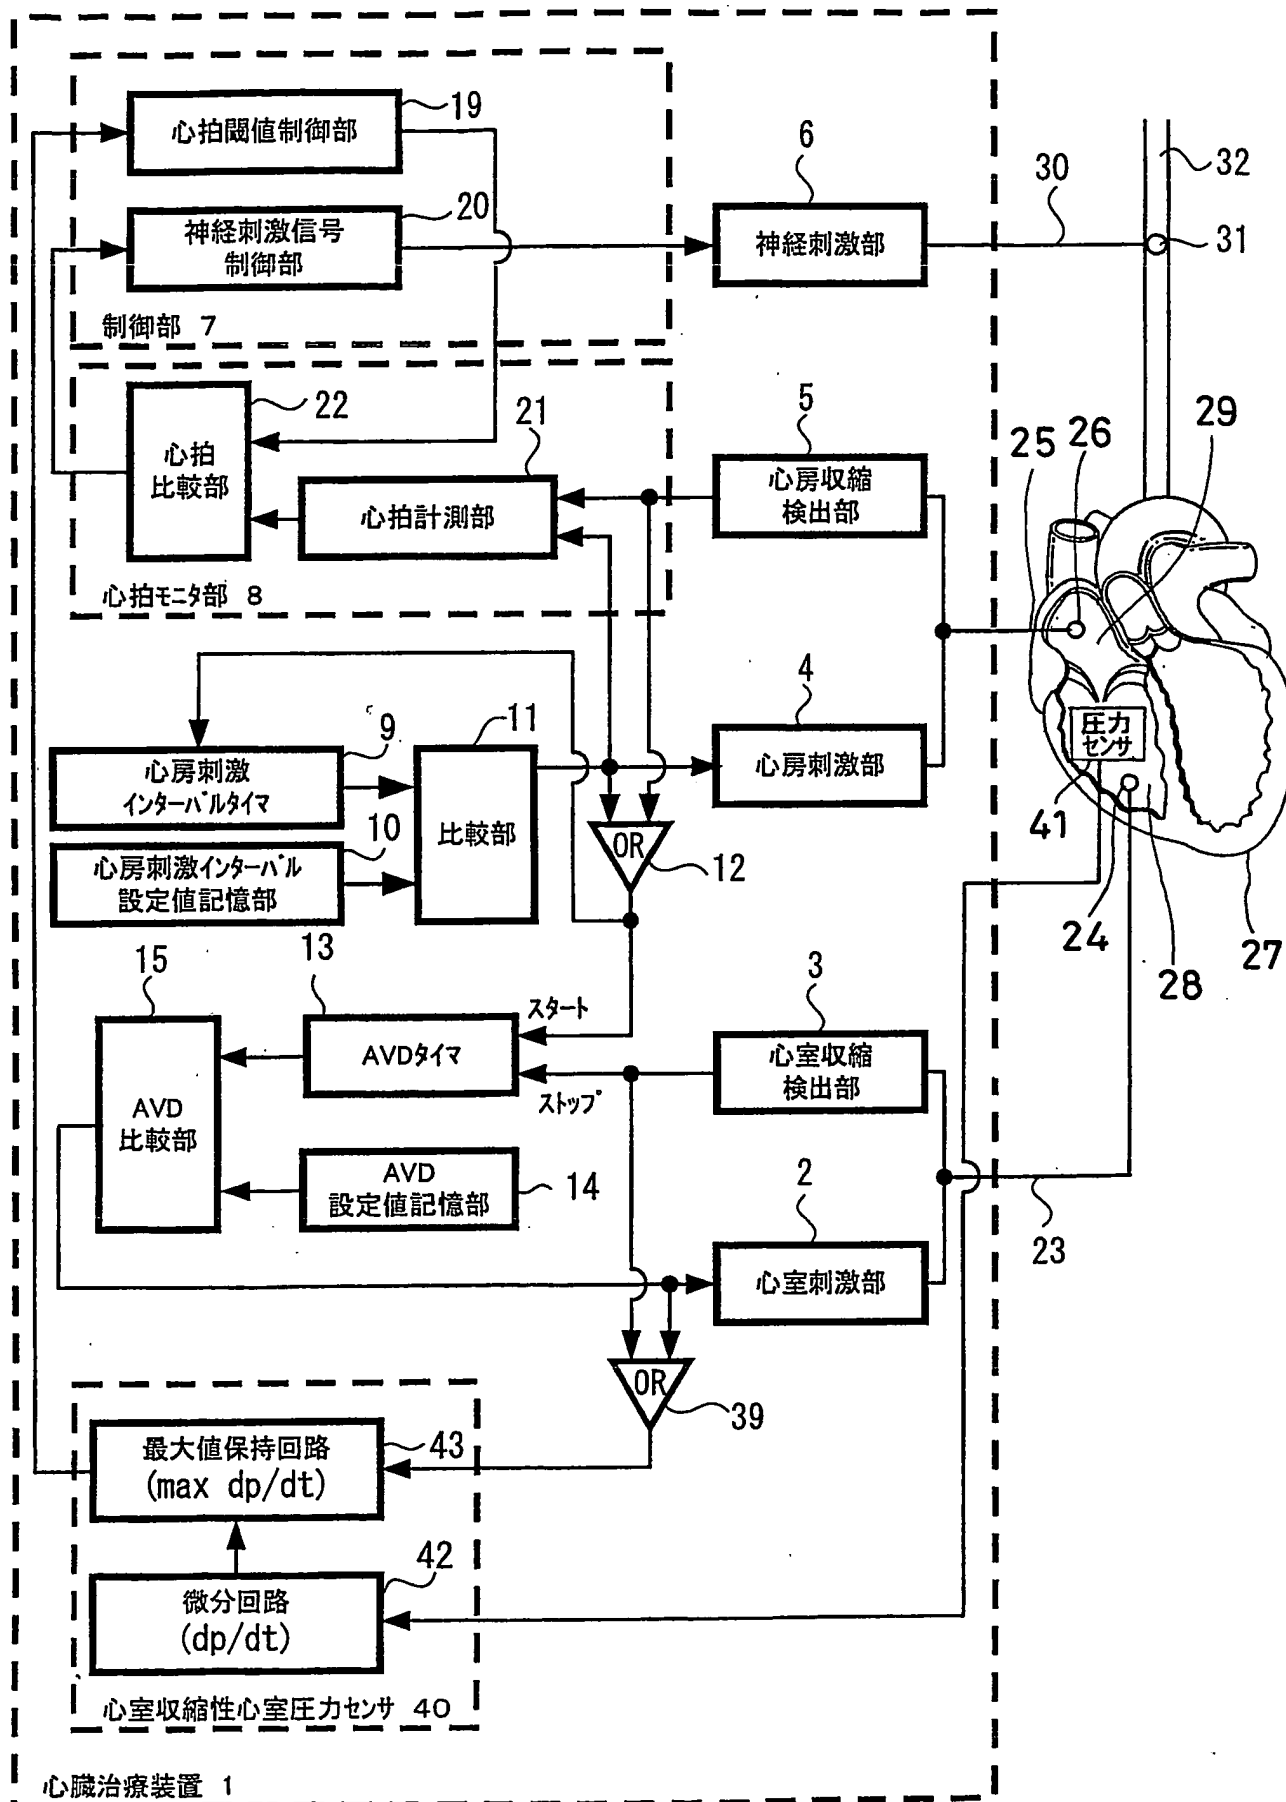 19
心拍閾値制御部
6
32
30
20
神経刺激信号
制御部
神経刺激部
31
制御部 7
22
5
21
25
26
29
心拍
比較部
心房収縮
検出部
心拍計測部
心拍モニタ部 8
4
9
11
圧力
センサ
心房刺激
インターバルタイマ
心房刺激部
比較部
10
OR
12
41
心房刺激インターバル
設定値記憶部
24
28
27
15
13
3
スタート
AVDタイマ
心室収縮
検出部
ストップ
AVD
比較部
AVD
設定値記憶部
14
2
23
心室刺激部
OR
39
最大値保持回路
(max dp/dt)
43
42
微分回路
(dp/dt)
心室収縮性心室圧力センサ 40
心臓治療装置 1